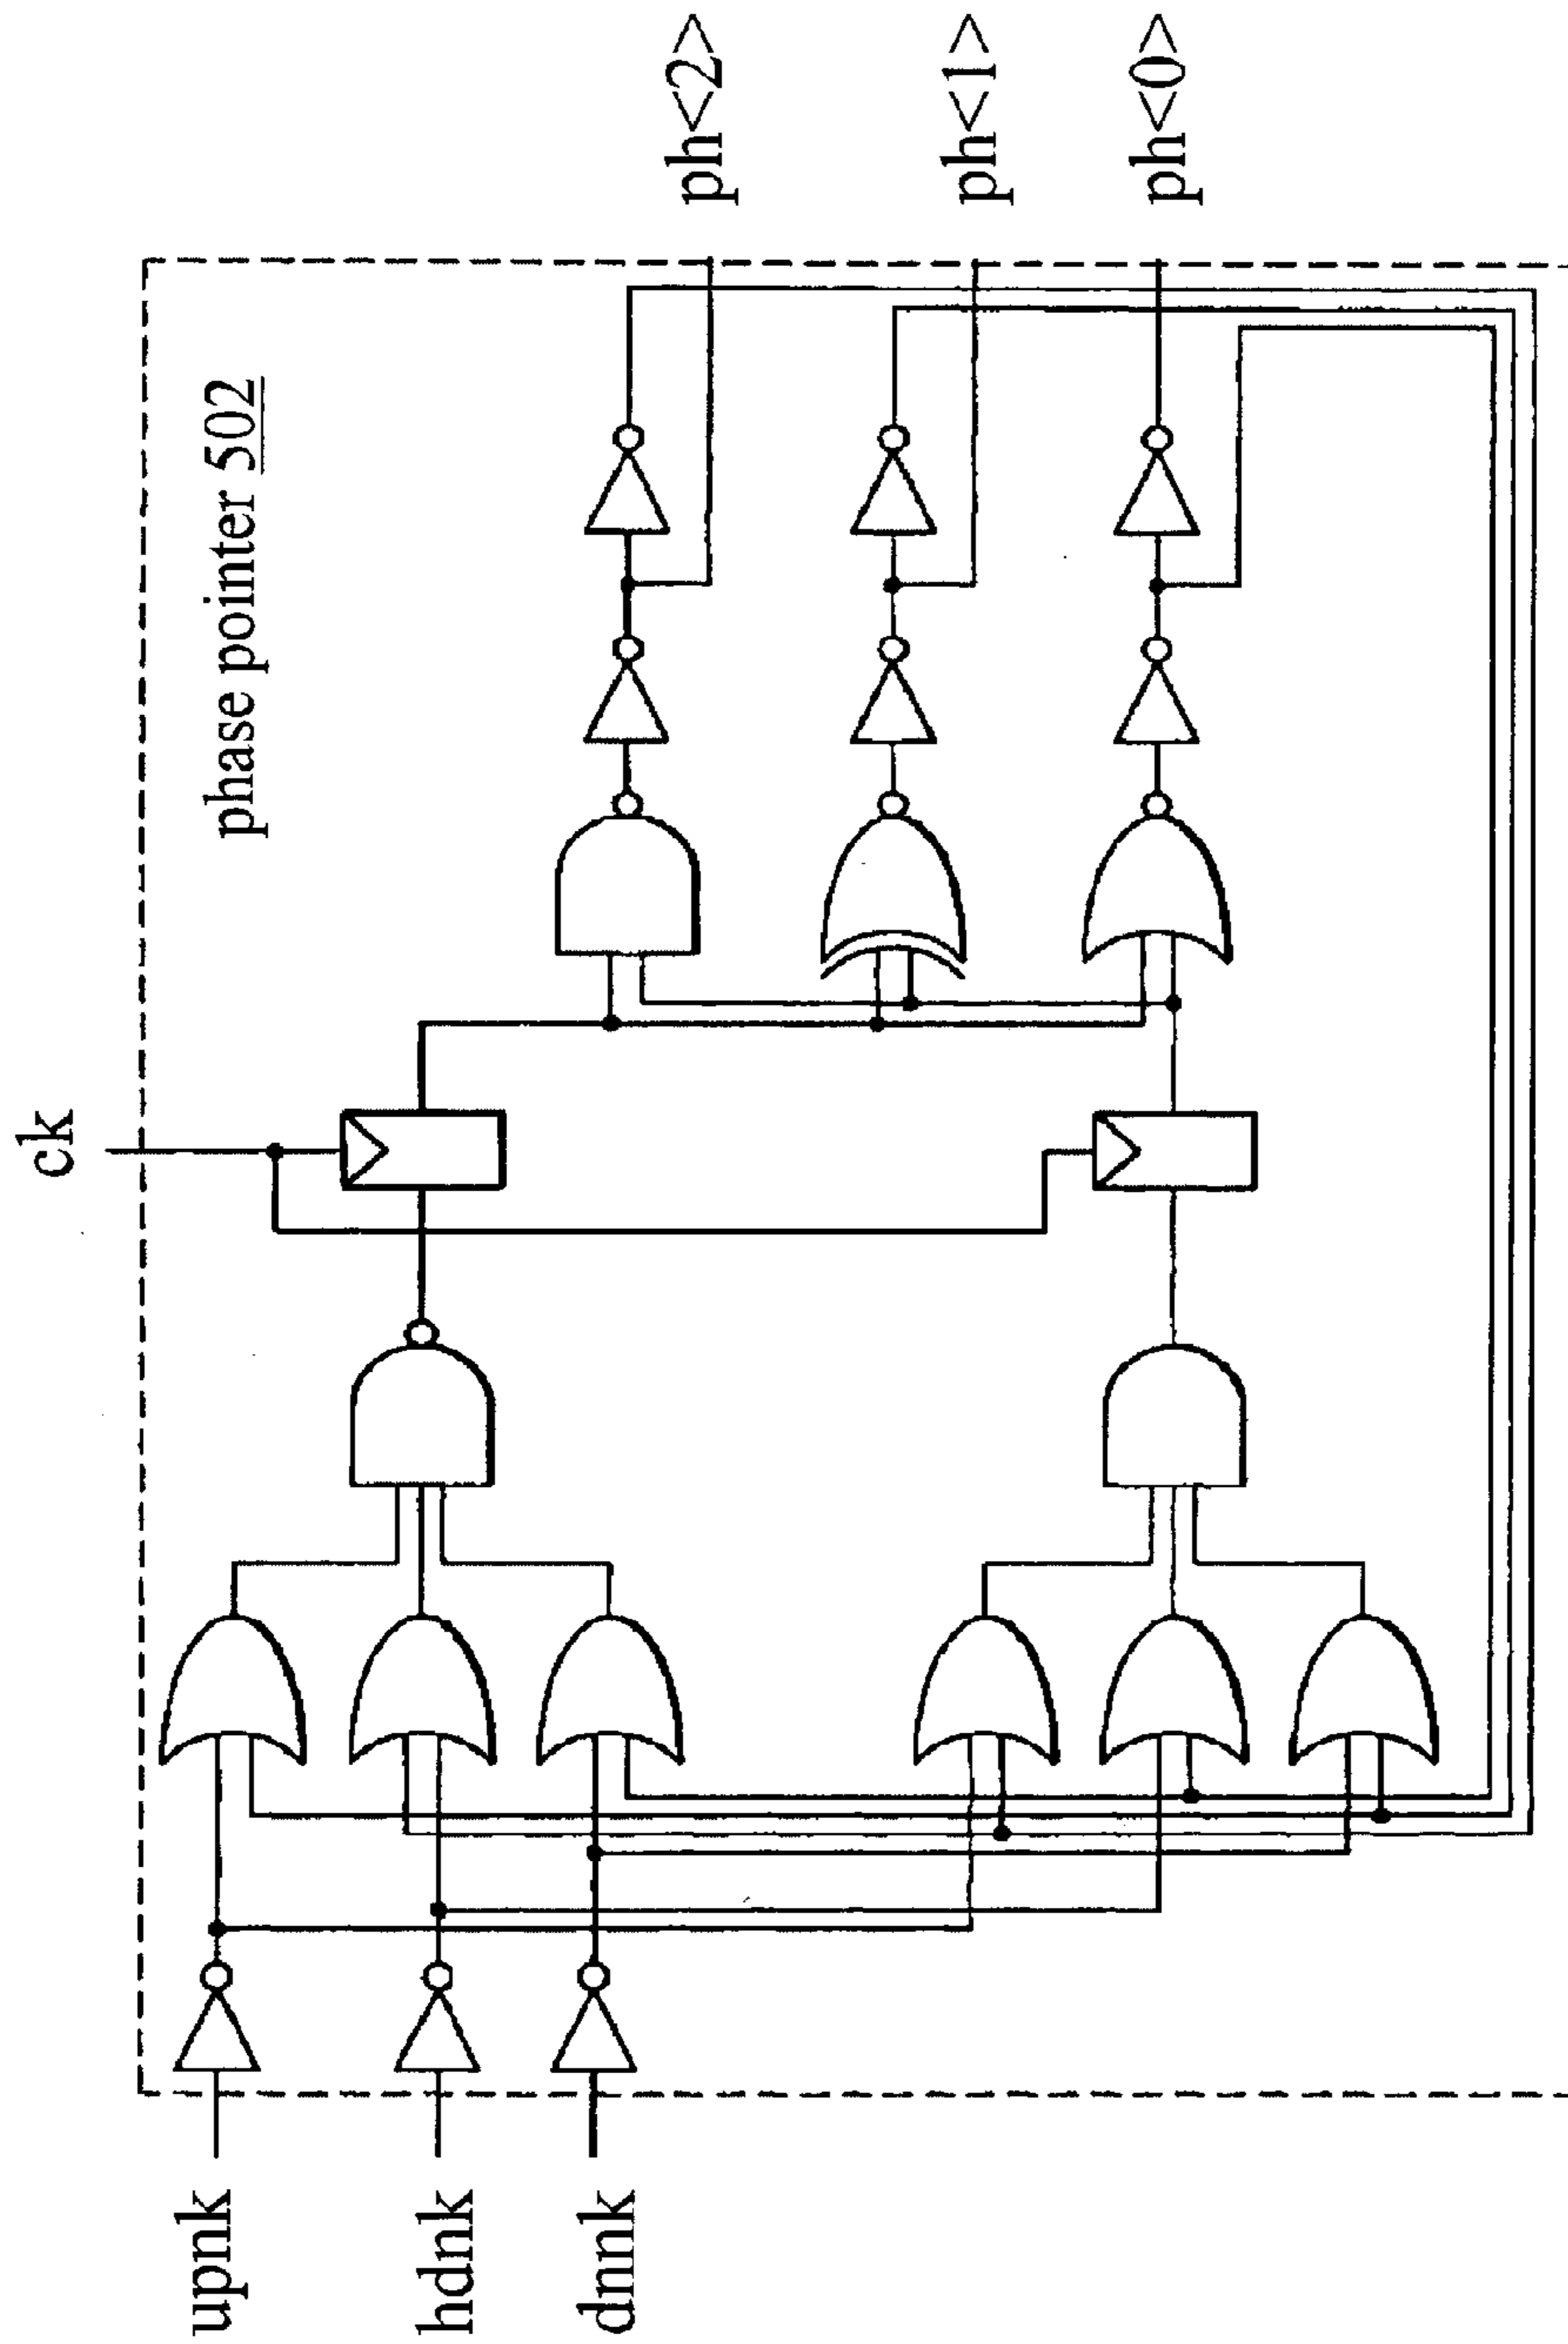 ck
phase pointer 502
upnk
hdnk
dnnk
ph<2>
ph<1>
ph<0>